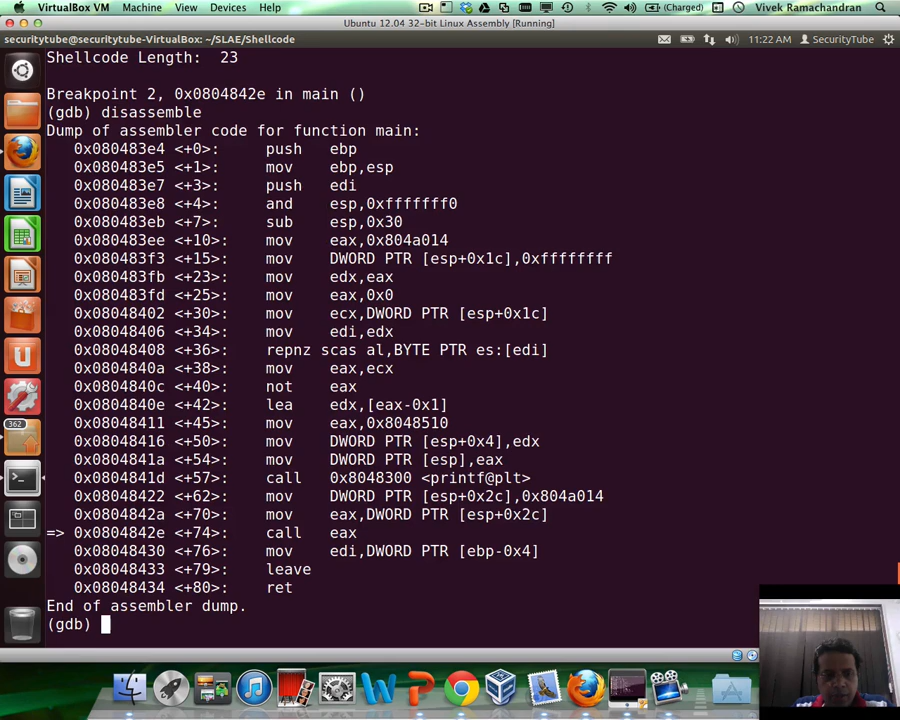 VirtualBox VM Machine View Devices Help (Charged) Vivek Ramachandran
Ubuntu 12.04 32-bit Linux Assembly [Running]
securitytube@securitytube-VirtualBox: ~/SLAE/Shellcode 11:22 AM SecurityTube
Shellcode Length:  23
Breakpoint 2, 0x0804842e in main ()
(gdb) disassemble
Dump of assembler code for function main:
0x080483e4 <+0>: push ebp
0x080483e5 <+1>: mov ebp,esp
0x080483e7 <+3>: push edi
0x080483e8 <+4>: and esp,0xfffffff0
0x080483eb <+7>: sub esp,0x30
0x080483ee <+10>: mov eax,0x804a014
0x080483f3 <+15>: mov DWORD PTR [esp+0x1c],0xffffffff
0x080483fb <+23>: mov edx,eax
0x080483fd <+25>: mov eax,0x0
0x08048402 <+30>: mov ecx,DWORD PTR [esp+0x1c]
0x08048406 <+34>: mov edi,edx
0x08048408 <+36>: repnz scas al,BYTE PTR es:[edi]
0x0804840a <+38>: mov eax,ecx
0x0804840c <+40>: not eax
0x0804840e <+42>: lea edx,[eax-0x1]
0x08048411 <+45>: mov eax,0x8048510
0x08048416 <+50>: mov DWORD PTR [esp+0x4],edx
0x0804841a <+54>: mov DWORD PTR [esp],eax
0x0804841d <+57>: call 0x8048300 <printf@plt>
0x08048422 <+62>: mov DWORD PTR [esp+0x2c],0x804a014
0x0804842a <+70>: mov eax,DWORD PTR [esp+0x2c]
=> 0x0804842e <+74>: call eax
0x08048430 <+76>: mov edi,DWORD PTR [ebp-0x4]
0x08048433 <+79>: leave
0x08048434 <+80>: ret
End of assembler dump.
(gdb)
362